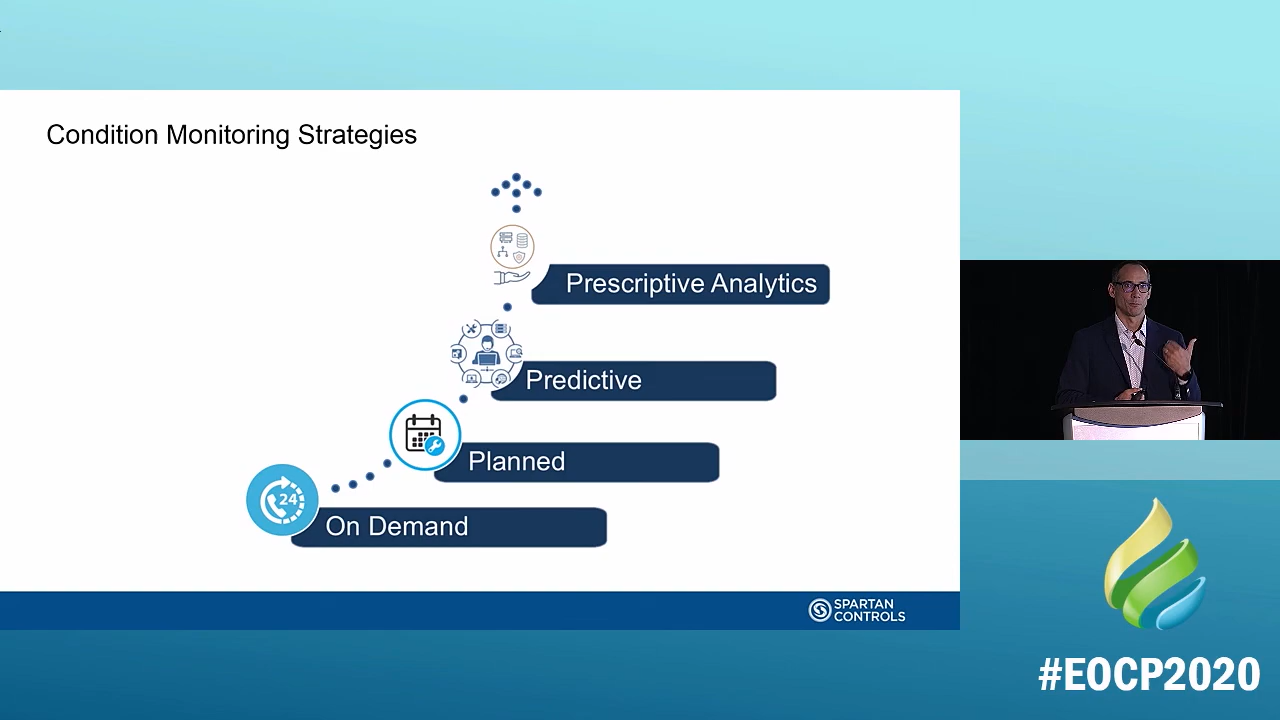 Condition Monitoring Strategies
Prescriptive Analytics
Predictive
Planned
24
On Demand
SPARTAN
CONTROLS
#EOCP2020